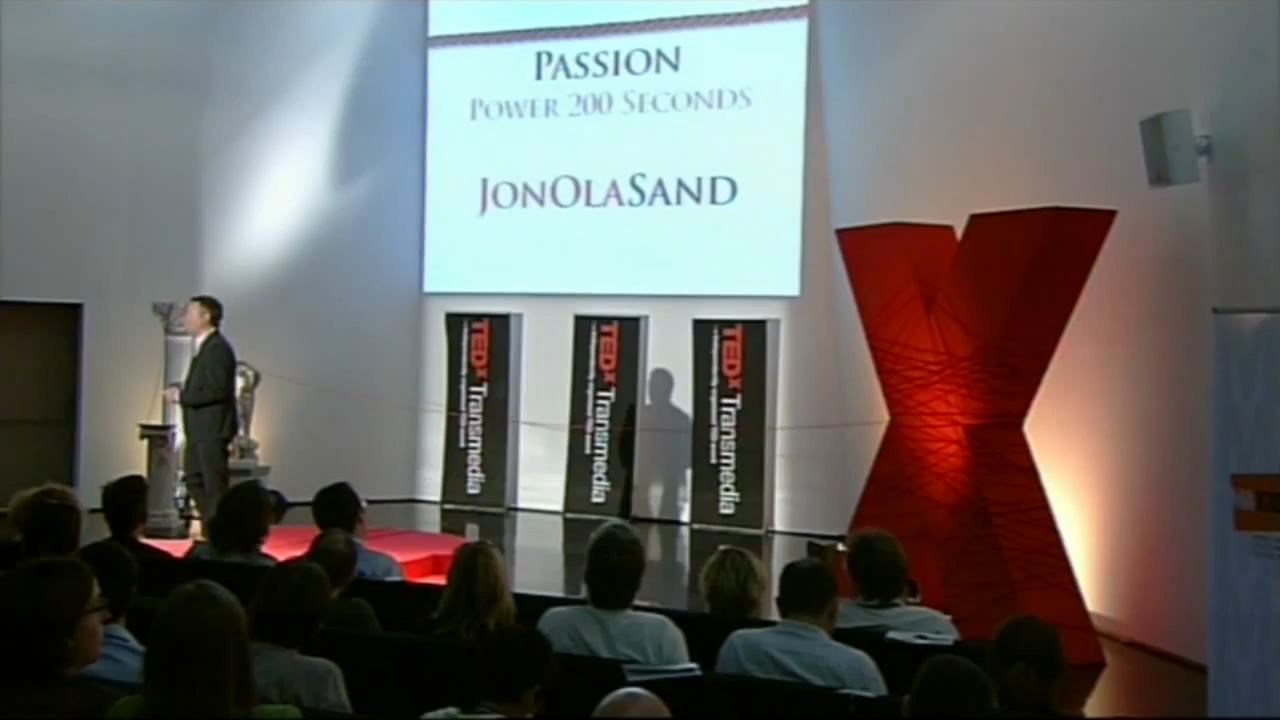 PASSION
POWER 200 SECONDS
JONOLASAND
TEDx Transmedia
TEDx Transmedia
TEDx Transmedia